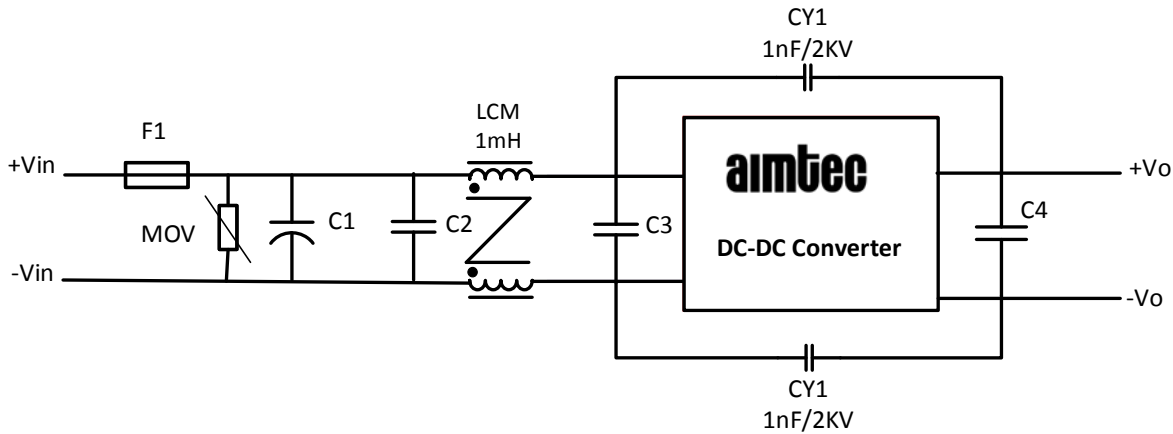 CY1
1nF/2KV
LCM
1mH
F1
+Vin
MOV
C1
C2
C3
aimtec
DC-DC Converter
C4
+Vo
-Vin
-Vo
CY1
1nF/2KV